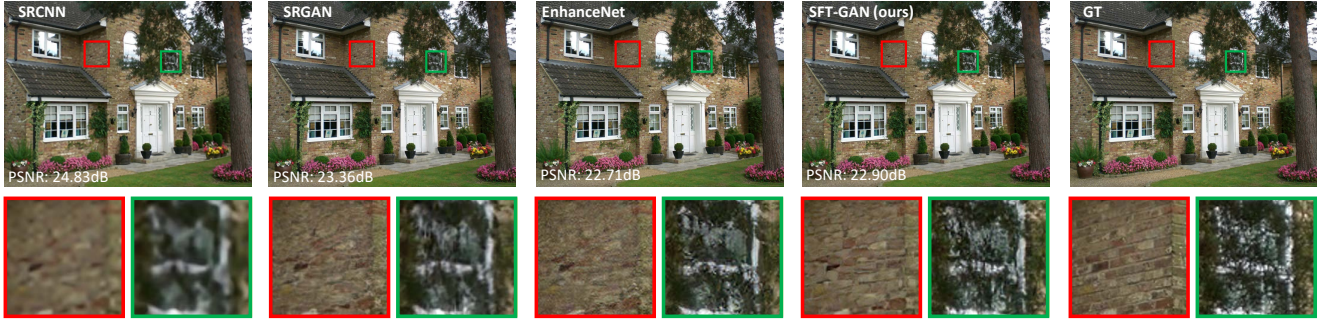 SRCNN
PSNR: 24.83dB
SRGAN
PSNR: 23.36dB
EnhanceNet
PSNR: 22.71dB
SFT-GAN (ours)
PSNR: 22.90dB
GT